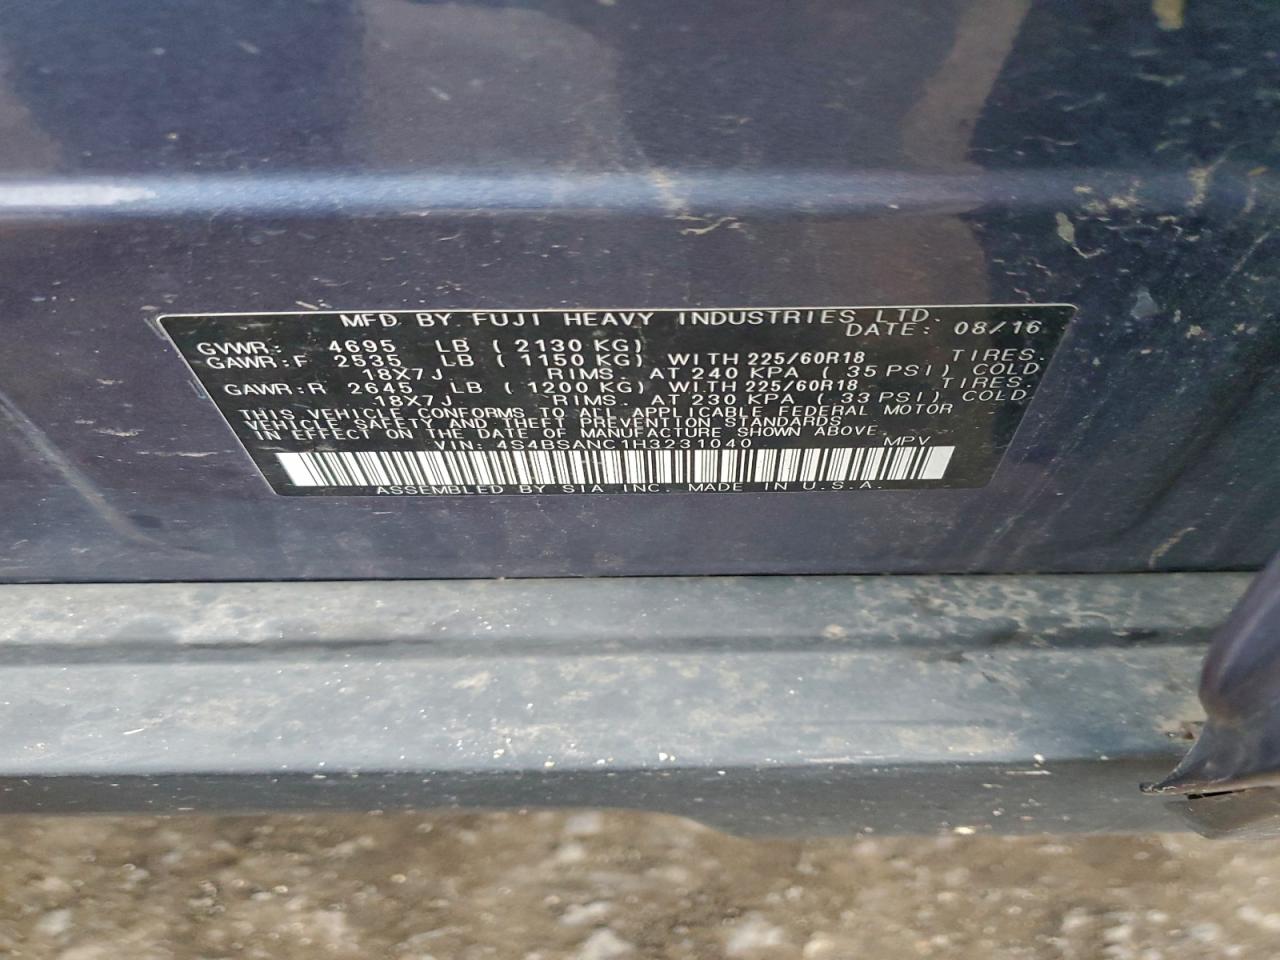 MFD. BY FUJI HEAVY INDUSTRIES LTD.
DATE: 08/16
GVWR: 4695 LB (2130 KG)
GAWR:F 2535 LB (1150 KG) WITH 225/60R18 TIRES.
18X7J RIMS. AT 240 KPA (35 PSI) COLD
GAWR:R 2645 LB (1200 KG) WITH 225/60R18 TIRES.
18X7J RIMS. AT 230 KPA (33 PSI) COLD.
THIS VEHICLE CONFORMS TO ALL APPLICABLE FEDERAL MOTOR
VEHICLE SAFETY AND THEFT PREVENTION STANDARDS
IN EFFECT ON THE DATE OF MANUFACTURE SHOWN ABOVE.
VIN: 4S4BSANC1H3231040 MPV
ASSEMBLED BY SIA INC. MADE IN U.S.A.